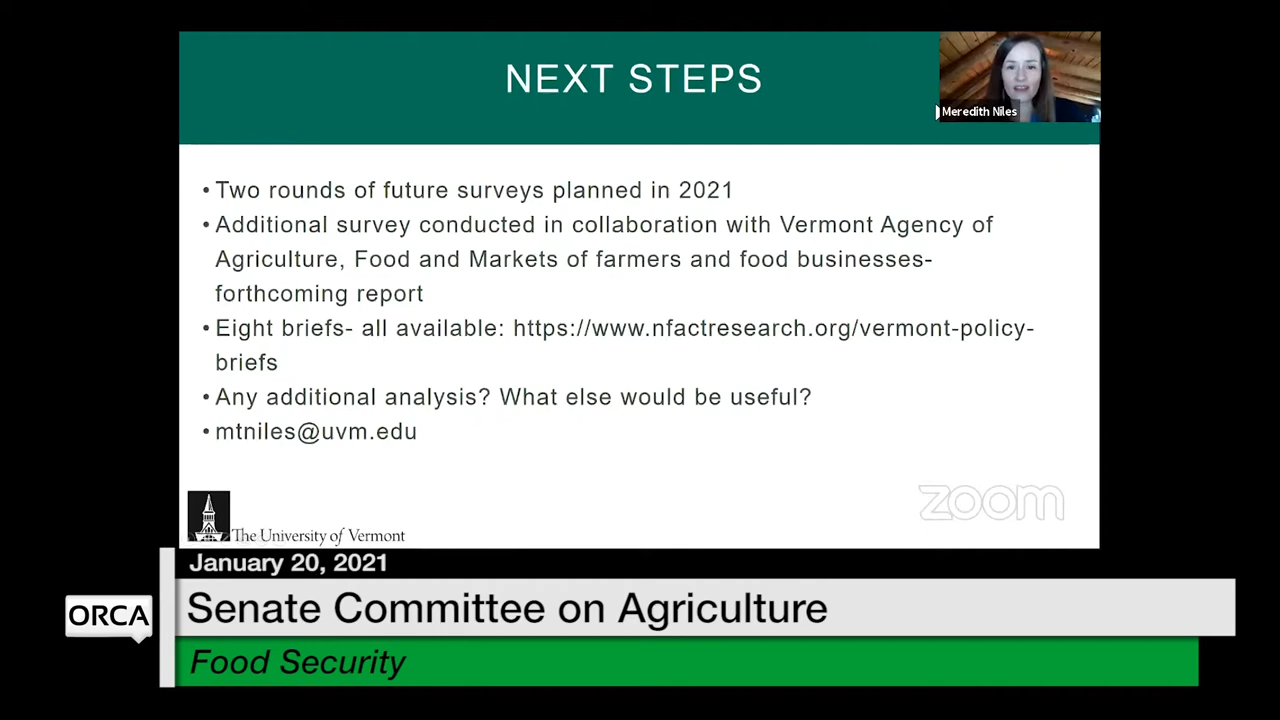 NEXT STEPS
Meredith Niles
• Two rounds of future surveys planned in 2021
• Additional survey conducted in collaboration with Vermont Agency of
Agriculture, Food and Markets of farmers and food businesses-
forthcoming report
• Eight briefs- all available: https://www.nfactresearch.org/vermont-policy-
briefs
• Any additional analysis? What else would be useful?
• mtniles@uvm.edu
zoom
The University of Vermont
January 20, 2021
ORCA
Senate Committee on Agriculture
Food Security